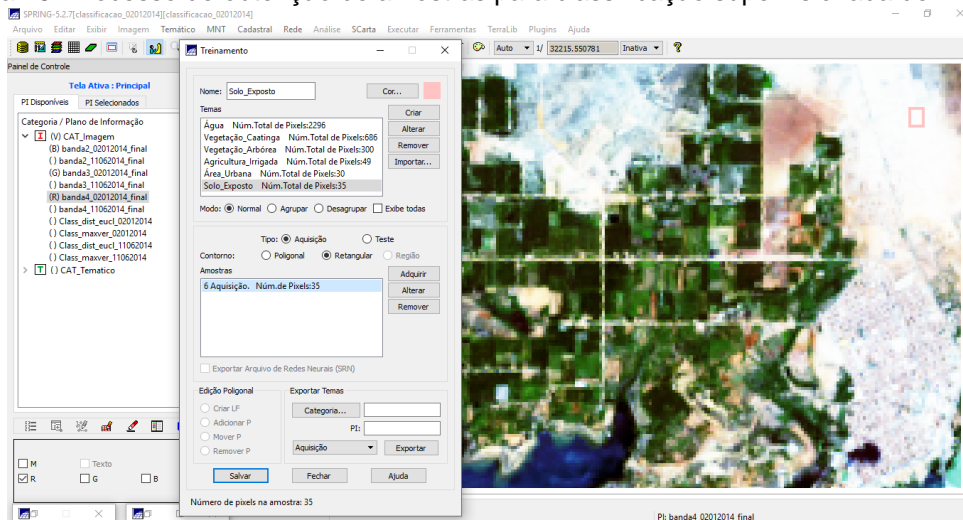 SPRING-5.2.7[classificacao_02012014][classificacao_02012014]
Arquivo Editar Exibir Imagem Temático MNT Cadastral Rede Análise SCarta Executar Ferramentas TerraLib Plugins Ajuda
Auto 1/ 32215.550781 Inativa
Painel de Controle
Tela Ativa : Principal
PI Disponíveis PI Selecionados
Categoria / Plano de Informação
(V) CAT_Imagem
(B) banda2_02012014_final
() banda2_11062014_final
(G) banda3_02012014_final
() banda3_11062014_final
(R) banda4_02012014_final
() banda4_11062014_final
() Class_dist_eucl_02012014
() Class_maxver_02012014
() Class_dist_eucl_11062014
() Class_maxver_11062014
() CAT_Tematico
M Texto
R G B
Treinamento
Nome: Solo_Exposto Cor...
Temas
Água Núm.Total de Pixels:2296
Vegetação_Caatinga Núm.Total de Pixels:686
Vegetação_Arbórea Núm.Total de Pixels:300
Agricultura_Irrigada Núm.Total de Pixels:49
Área_Urbana Núm.Total de Pixels:30
Solo_Exposto Núm.Total de Pixels:35
Criar
Alterar
Remover
Importar...
Modo: Normal Agrupar Desagrupar Exibe todas
Tipo: Aquisição Teste
Contorno: Poligonal Retangular Região
Amostras
6 Aquisição. Núm.de Pixels:35
Adquirir
Alterar
Remover
Exportar Arquivo de Redes Neurais (SRN)
Edição Poligonal
Criar LF
Adicionar P
Mover P
Remover P
Exportar Temas
Categoria...
PI:
Aquisição Exportar
Salvar Fechar Ajuda
Número de pixels na amostra: 35
PI: banda4_02012014_final